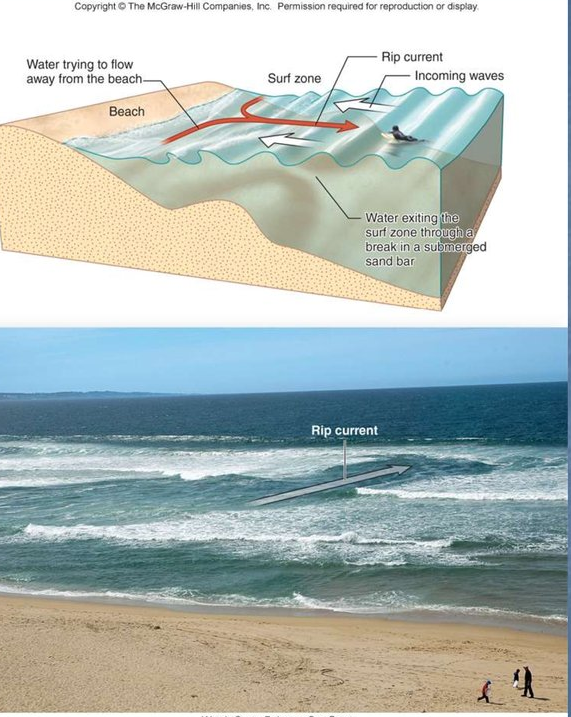 Copyright © The McGraw-Hill Companies, Inc. Permission required for reproduction or display.
Water trying to flow
away from the beach
Beach
Surf zone
Rip current
Incoming waves
Water exiting the
surf zone through a
break in a submerged
sand bar
Rip current